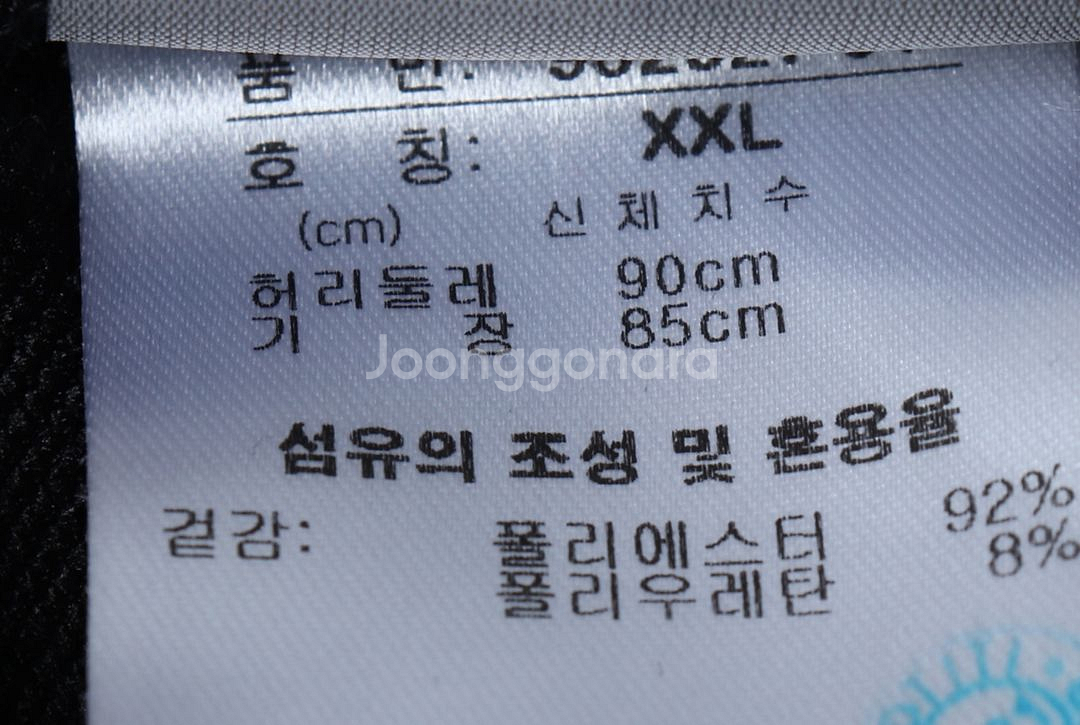 품 번:
호 칭: XXL
(cm) 신 체 치 수
허리둘레 90cm
기 장 85cm
Joonggonara
섬유의 조성 및 혼용율
겉감: 폴리에스터 92%
폴리우레탄 8%